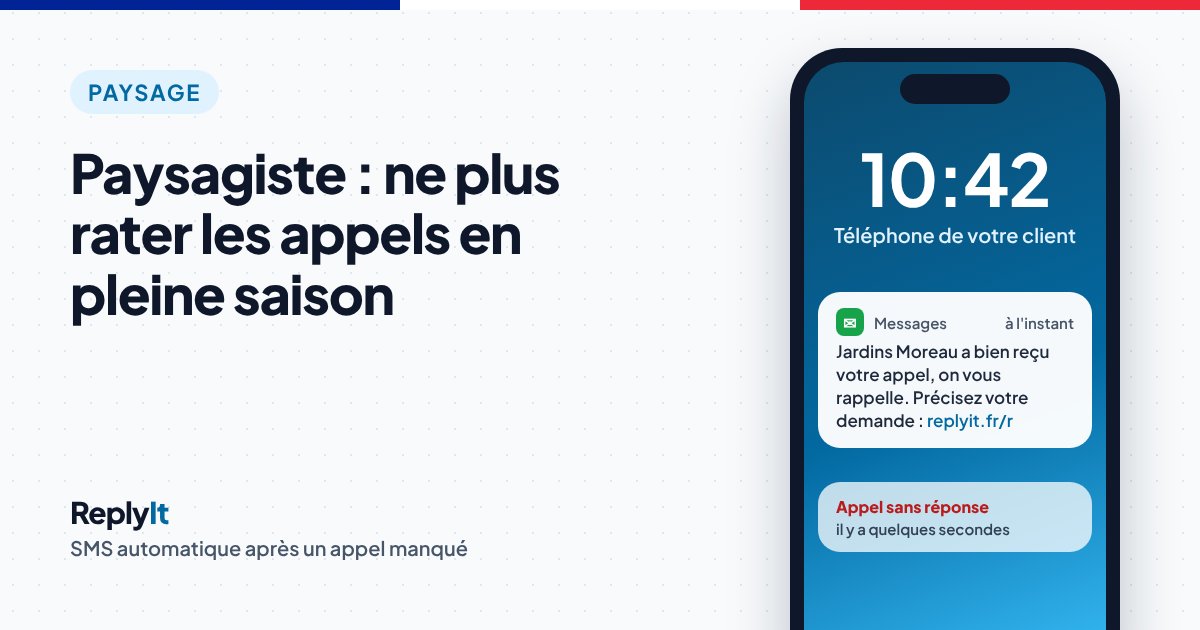 PAYSAGE
Paysagiste : ne plus
rater les appels en
pleine saison
ReplyIt
SMS automatique après un appel manqué
10:42
Téléphone de votre client
Messages à l'instant
Jardins Moreau a bien reçu
votre appel, on vous
rappelle. Précisez votre
demande : replyit.fr/r
Appel sans réponse
il y a quelques secondes